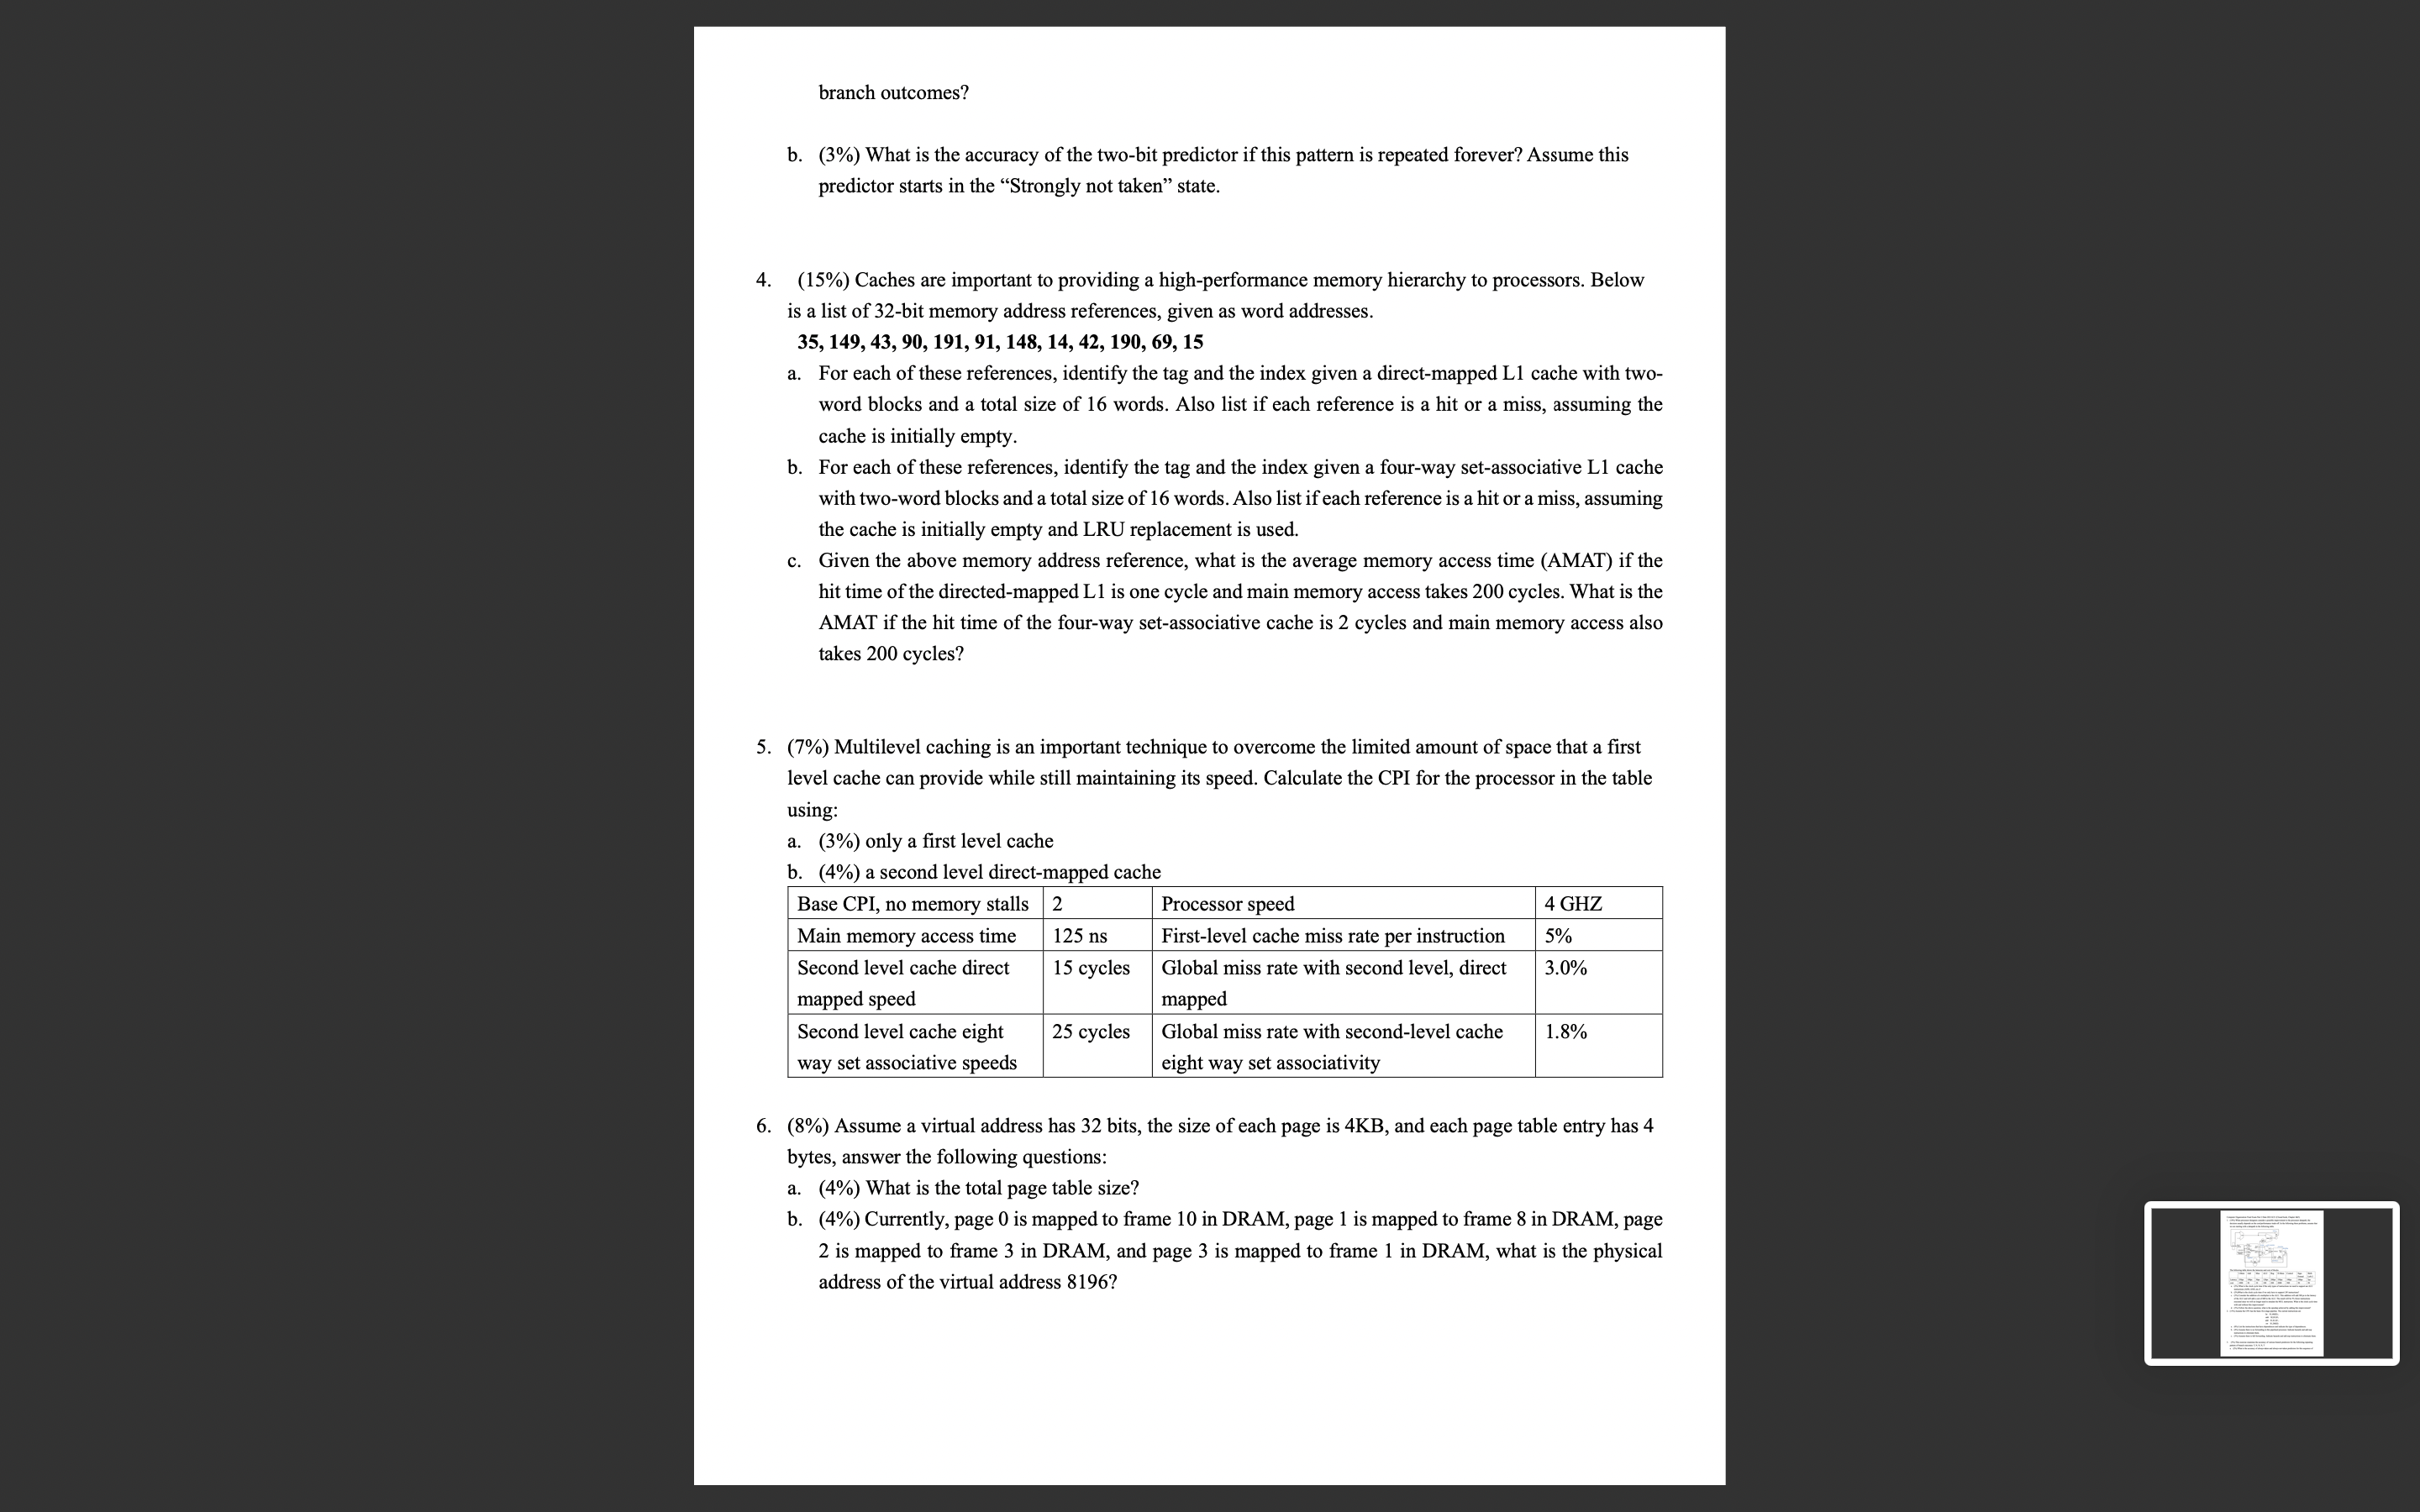 branch outcomes?
b. (3%) What is the accuracy of the two-bit predictor if this pattern is repeated forever? Assume this
predictor starts in the “Strongly not taken” state.
4. (15%) Caches are important to providing a high-performance memory hierarchy to processors. Below
is a list of 32-bit memory address references, given as word addresses.
35, 149, 43, 90, 191, 91, 148, 14, 42, 190, 69, 15
a. For each of these references, identify the tag and the index given a direct-mapped L1 cache with two-
word blocks and a total size of 16 words. Also list if each reference is a hit or a miss, assuming the
cache is initially empty.
b. For each of these references, identify the tag and the index given a four-way set-associative L1 cache
with two-word blocks and a total size of 16 words. Also list if each reference is a hit or a miss, assuming
the cache is initially empty and LRU replacement is used.
c. Given the above memory address reference, what is the average memory access time (AMAT) if the
hit time of the directed-mapped L1 is one cycle and main memory access takes 200 cycles. What is the
AMAT if the hit time of the four-way set-associative cache is 2 cycles and main memory access also
takes 200 cycles?
5. (7%) Multilevel caching is an important technique to overcome the limited amount of space that a first
level cache can provide while still maintaining its speed. Calculate the CPI for the processor in the table
using:
a. (3%) only a first level cache
b. (4%) a second level direct-mapped cache
Base CPI, no memory stalls 2 Processor speed 4 GHZ
Main memory access time 125 ns First-level cache miss rate per instruction 5%
Second level cache direct 15 cycles Global miss rate with second level, direct 3.0%
mapped speed mapped
Second level cache eight 25 cycles Global miss rate with second-level cache 1.8%
way set associative speeds eight way set associativity
6. (8%) Assume a virtual address has 32 bits, the size of each page is 4KB, and each page table entry has 4
bytes, answer the following questions:
a. (4%) What is the total page table size?
b. (4%) Currently, page 0 is mapped to frame 10 in DRAM, page 1 is mapped to frame 8 in DRAM, page
2 is mapped to frame 3 in DRAM, and page 3 is mapped to frame 1 in DRAM, what is the physical
address of the virtual address 8196?